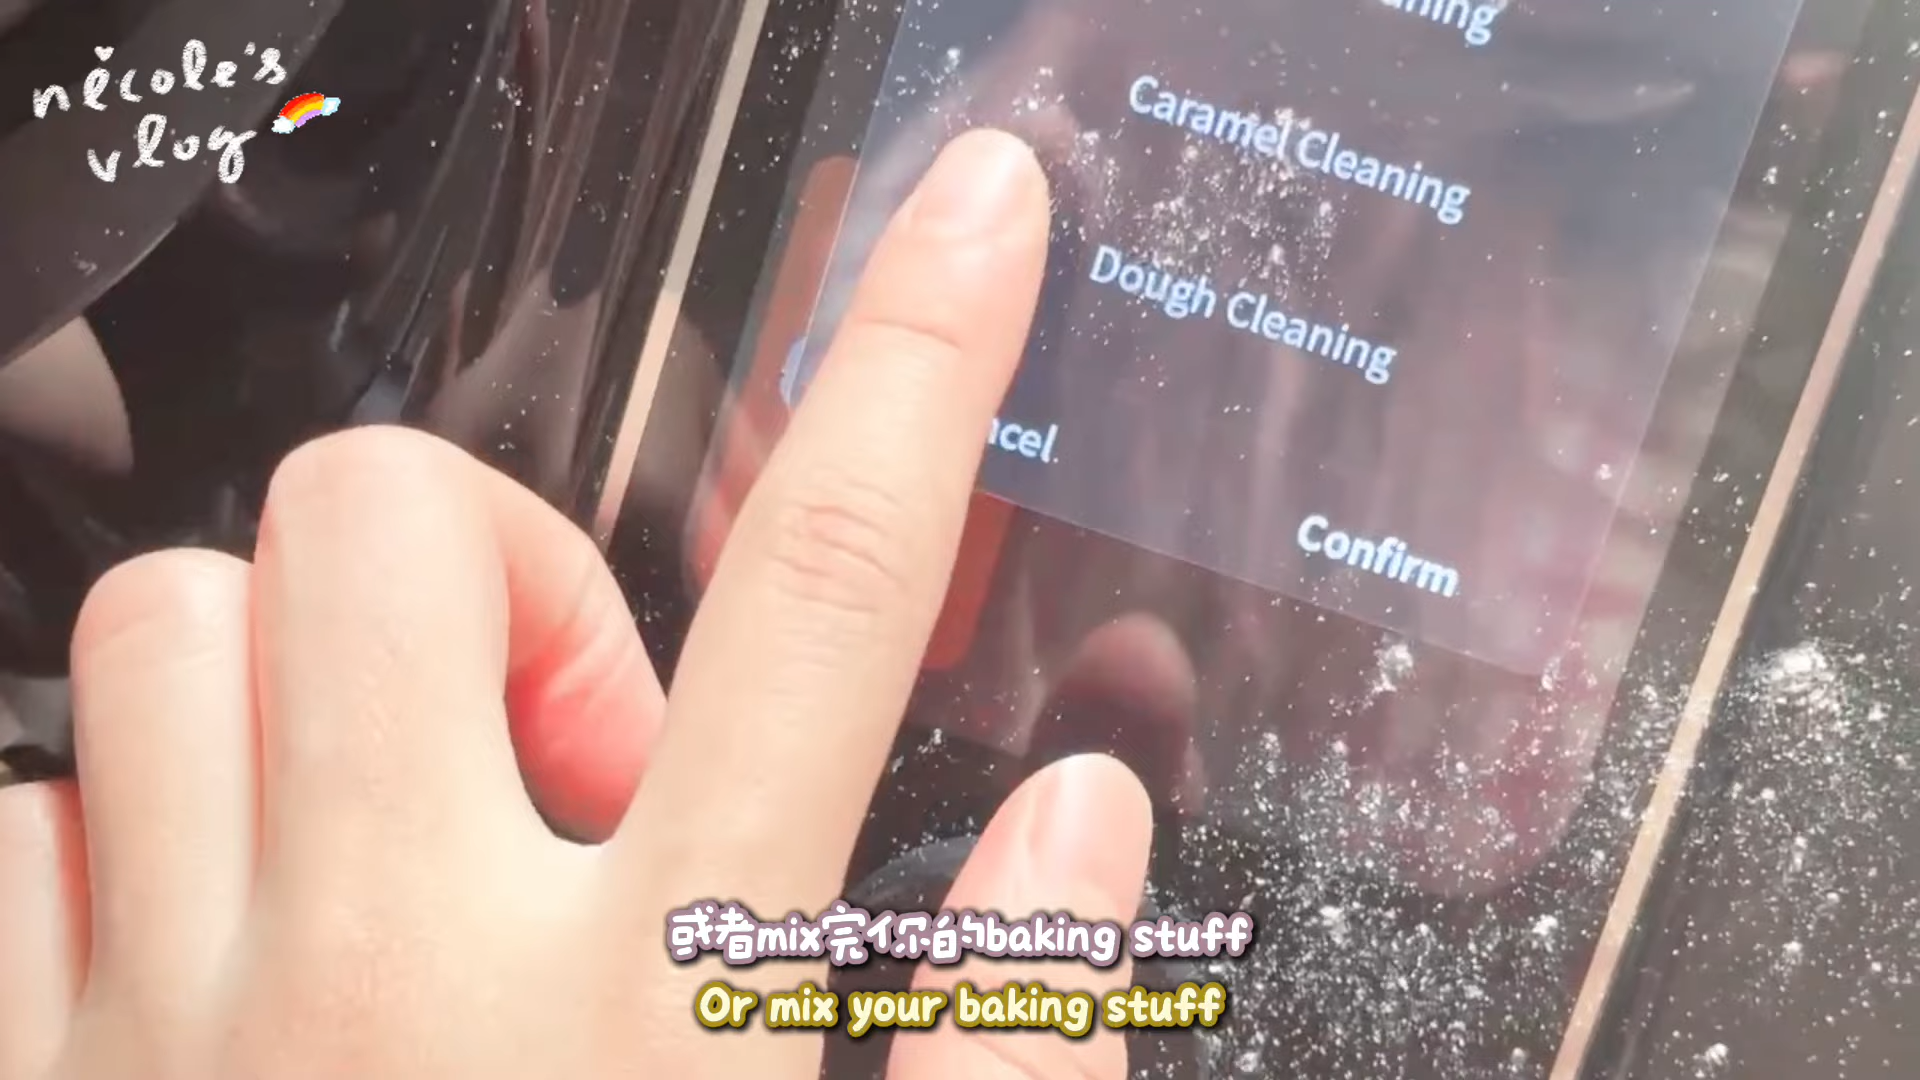 nicole's
vlog
Caramel Cleaning
Dough Cleaning
Confirm
或者mix完你的baking stuff
Or mix your baking stuff